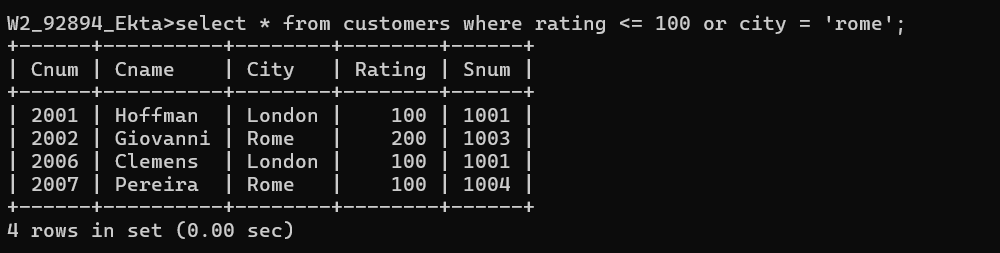 W2_92894_Ekta>select * from customers where rating <= 100 or city = 'rome';
+------+----------+--------+--------+------+
| Cnum | Cname    | City   | Rating | Snum |
+------+----------+--------+--------+------+
| 2001 | Hoffman  | London |    100 | 1001 |
| 2002 | Giovanni | Rome   |    200 | 1003 |
| 2006 | Clemens  | London |    100 | 1001 |
| 2007 | Pereira  | Rome   |    100 | 1004 |
+------+----------+--------+--------+------+
4 rows in set (0.00 sec)